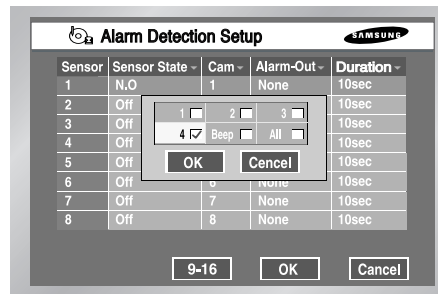 Alarm Detection Setup SAMSUNG
Sensor Sensor State Cam Alarm-Out Duration
1 N.O 1 None 10sec
2 Off 10sec
3 Off 10sec
4 Off 10sec
5 Off 10sec
6 Off 6 None 10sec
7 Off 7 None 10sec
8 Off 8 None 10sec
1 2 3
4 Beep All
OK Cancel
9-16 OK Cancel